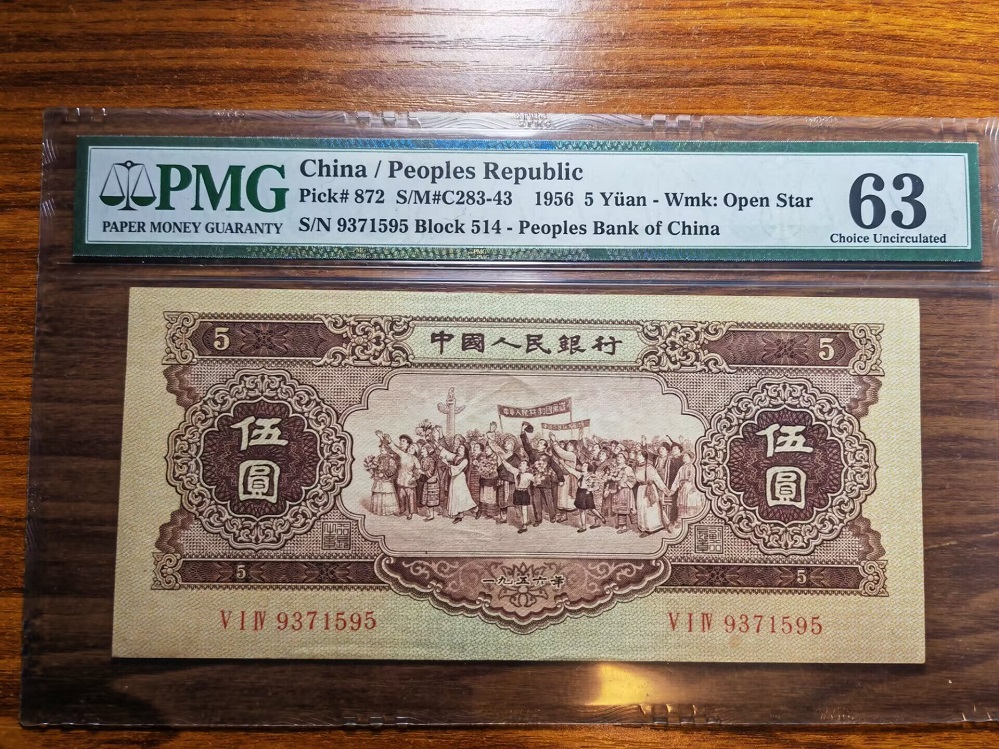 PMG
PAPER MONEY GUARANTY
China / Peoples Republic
Pick# 872 S/M#C283-43 1956 5 Yüan - Wmk: Open Star
S/N 9371595 Block 514 - Peoples Bank of China
63
Choice Uncirculated
5
中國人民銀行
5
伍圓
伍圓
5
一九五六年
5
V I IV 9371595
V I IV 9371595